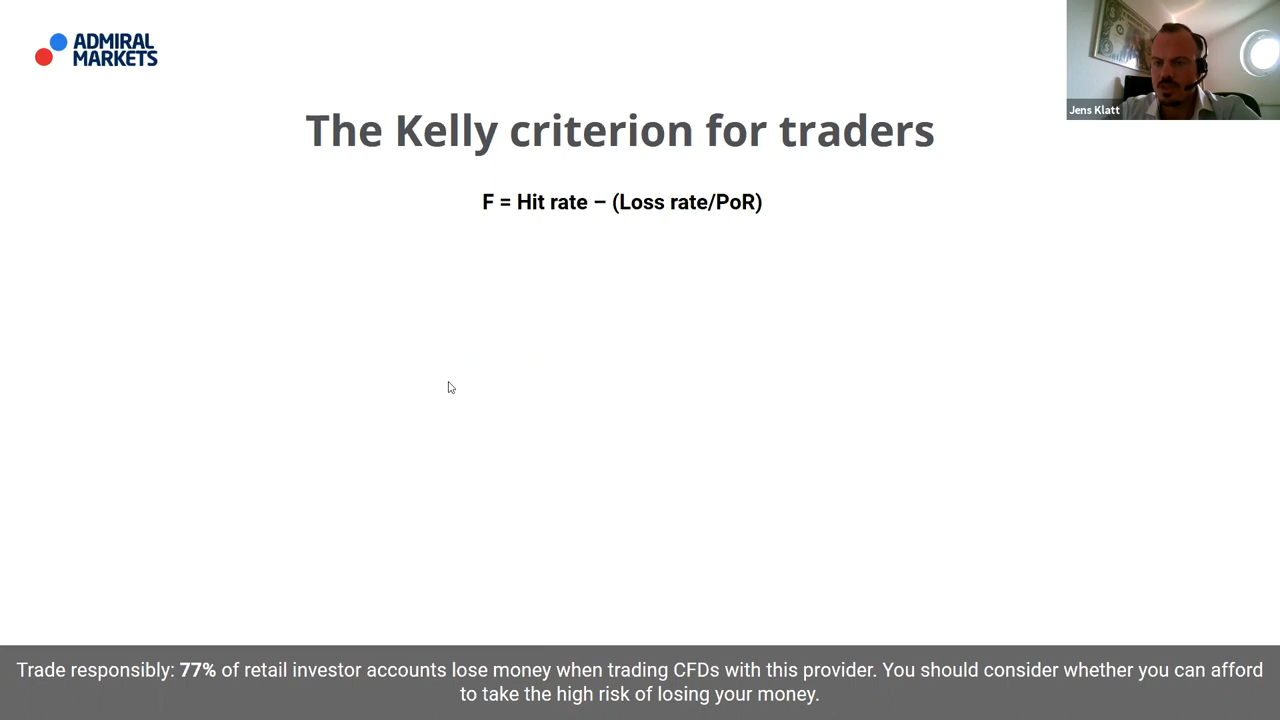 ADMIRAL
MARKETS
Jens Klatt
The Kelly criterion for traders
F = Hit rate – (Loss rate/PoR)
Trade responsibly: 77% of retail investor accounts lose money when trading CFDs with this provider. You should consider whether you can afford
to take the high risk of losing your money.